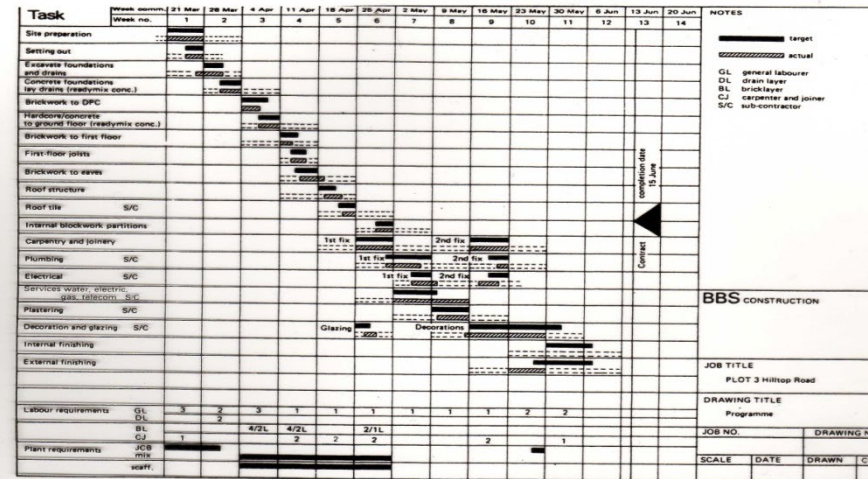 Task
Week comm. 21 Mar 28 Mar 4 Apr 11 Apr 18 Apr 25 Apr 2 May 9 May 16 May 23 May 30 May 6 Jun 13 Jun 20 Jun
Week no. 1 2 3 4 5 6 7 8 9 10 11 12 13 14
Site preparation
Setting out
Excavate foundations
and drains
Concrete foundations
lay drains (readymix conc.)
Brickwork to DPC
Hardcore/concrete
to ground floor (readymix conc.)
Brickwork to first floor
First-floor joists
Brickwork to eaves
Roof structure
Roof tile S/C
Internal blockwork partitions
Carpentry and joinery 1st fix 2nd fix
Plumbing S/C 1st fix 2nd fix
Electrical S/C 1st fix 2nd fix
Services water, electric,
gas, telecom S/C
Plastering S/C
Decoration and glazing S/C Glazing Decorations
Internal finishing
External finishing
Labour requirements GL 3 2 3 1 1 1 1 1 1 2 2
DL 2
BL 4/2L 4/2L 2/1L
CJ 1 2 2 2 2 1
Plant requirements JCB
mix
scaff.
Contract completion date
15 June
NOTES
target
actual
GL general labourer
DL drain layer
BL bricklayer
CJ carpenter and joiner
S/C sub-contractor
BBS CONSTRUCTION
JOB TITLE
PLOT 3 Hilltop Road
DRAWING TITLE
Programme
JOB NO. DRAWING
SCALE DATE DRAWN